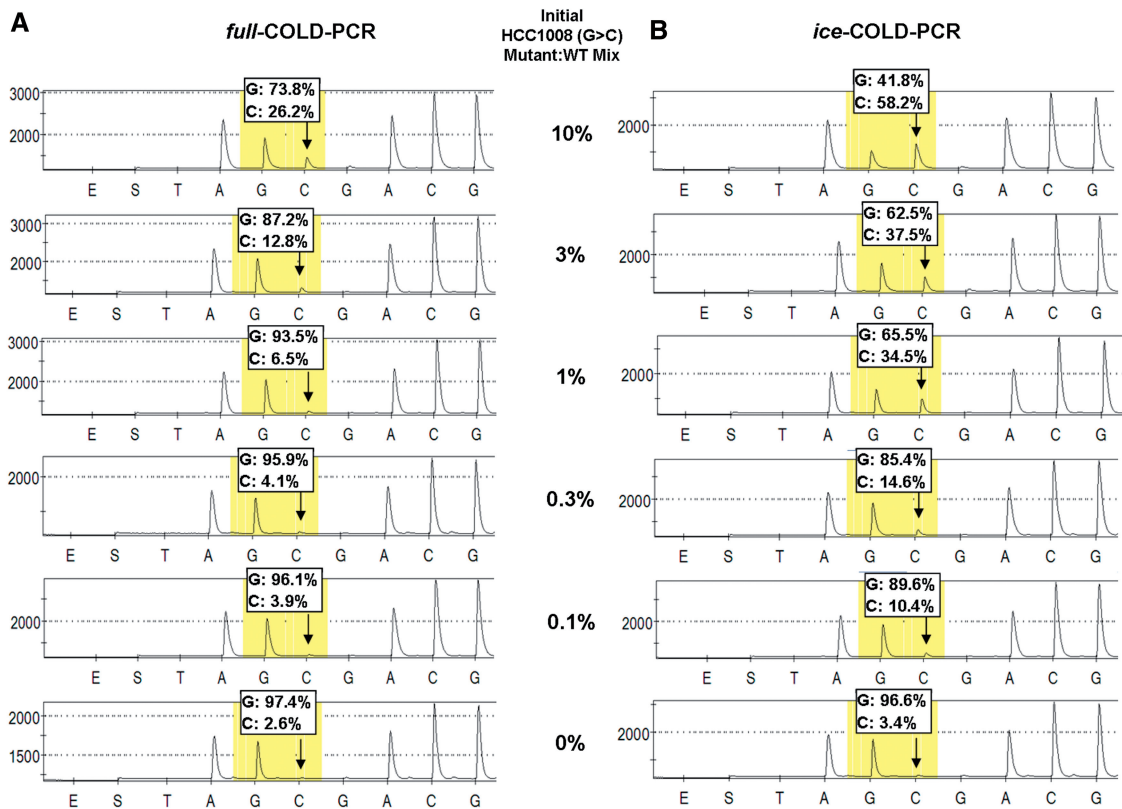 A
full-COLD-PCR
Initial
HCC1008 (G>C)
Mutant:WT Mix
B
ice-COLD-PCR
3000
2000
G: 73.8%
C: 26.2%
E S T A G C G A C G
10%
2000
G: 41.8%
C: 58.2%
E S T A G C G A C G
3000
2000
G: 87.2%
C: 12.8%
E S T A G C G A C G
3%
2000
G: 62.5%
C: 37.5%
E S T A G C G A C G
3000
2000
G: 93.5%
C: 6.5%
E S T A G C G A C G
1%
2000
G: 65.5%
C: 34.5%
E S T A G C G A C G
2000
G: 95.9%
C: 4.1%
E S T A G C G A C G
0.3%
2000
G: 85.4%
C: 14.6%
E S T A G C G A C G
2000
G: 96.1%
C: 3.9%
E S T A G C G A C G
0.1%
2000
G: 89.6%
C: 10.4%
E S T A G C G A C G
2000
1500
G: 97.4%
C: 2.6%
E S T A G C G A C G
0%
2000
G: 96.6%
C: 3.4%
E S T A G C G A C G